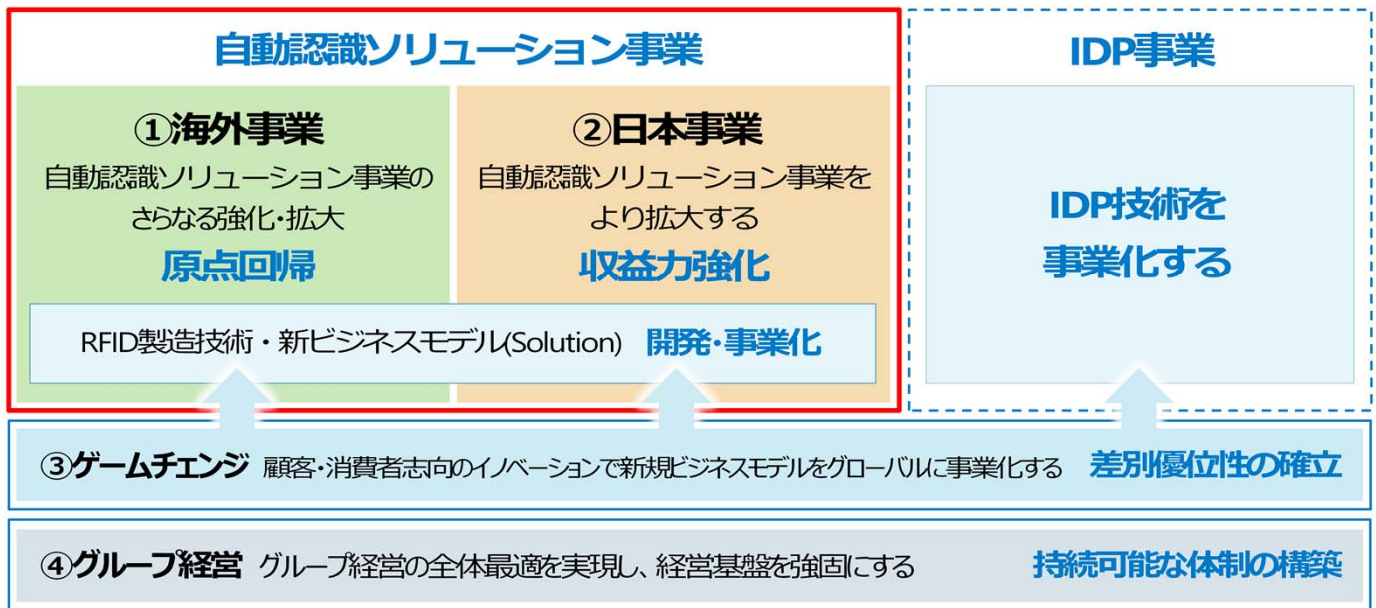 自動認識ソリューション事業
①海外事業
自動認識ソリューション事業の
さらなる強化・拡大
原点回帰
②日本事業
自動認識ソリューション事業を
より拡大する
収益力強化
RFID製造技術・新ビジネスモデル(Solution) 開発・事業化
IDP事業
IDP技術を
事業化する
③ゲームチェンジ 顧客・消費者志向のイノベーションで新規ビジネスモデルをグローバルに事業化する 差別優位性の確立
④グループ経営 グループ経営の全体最適を実現し、経営基盤を強固にする 持続可能な体制の構築